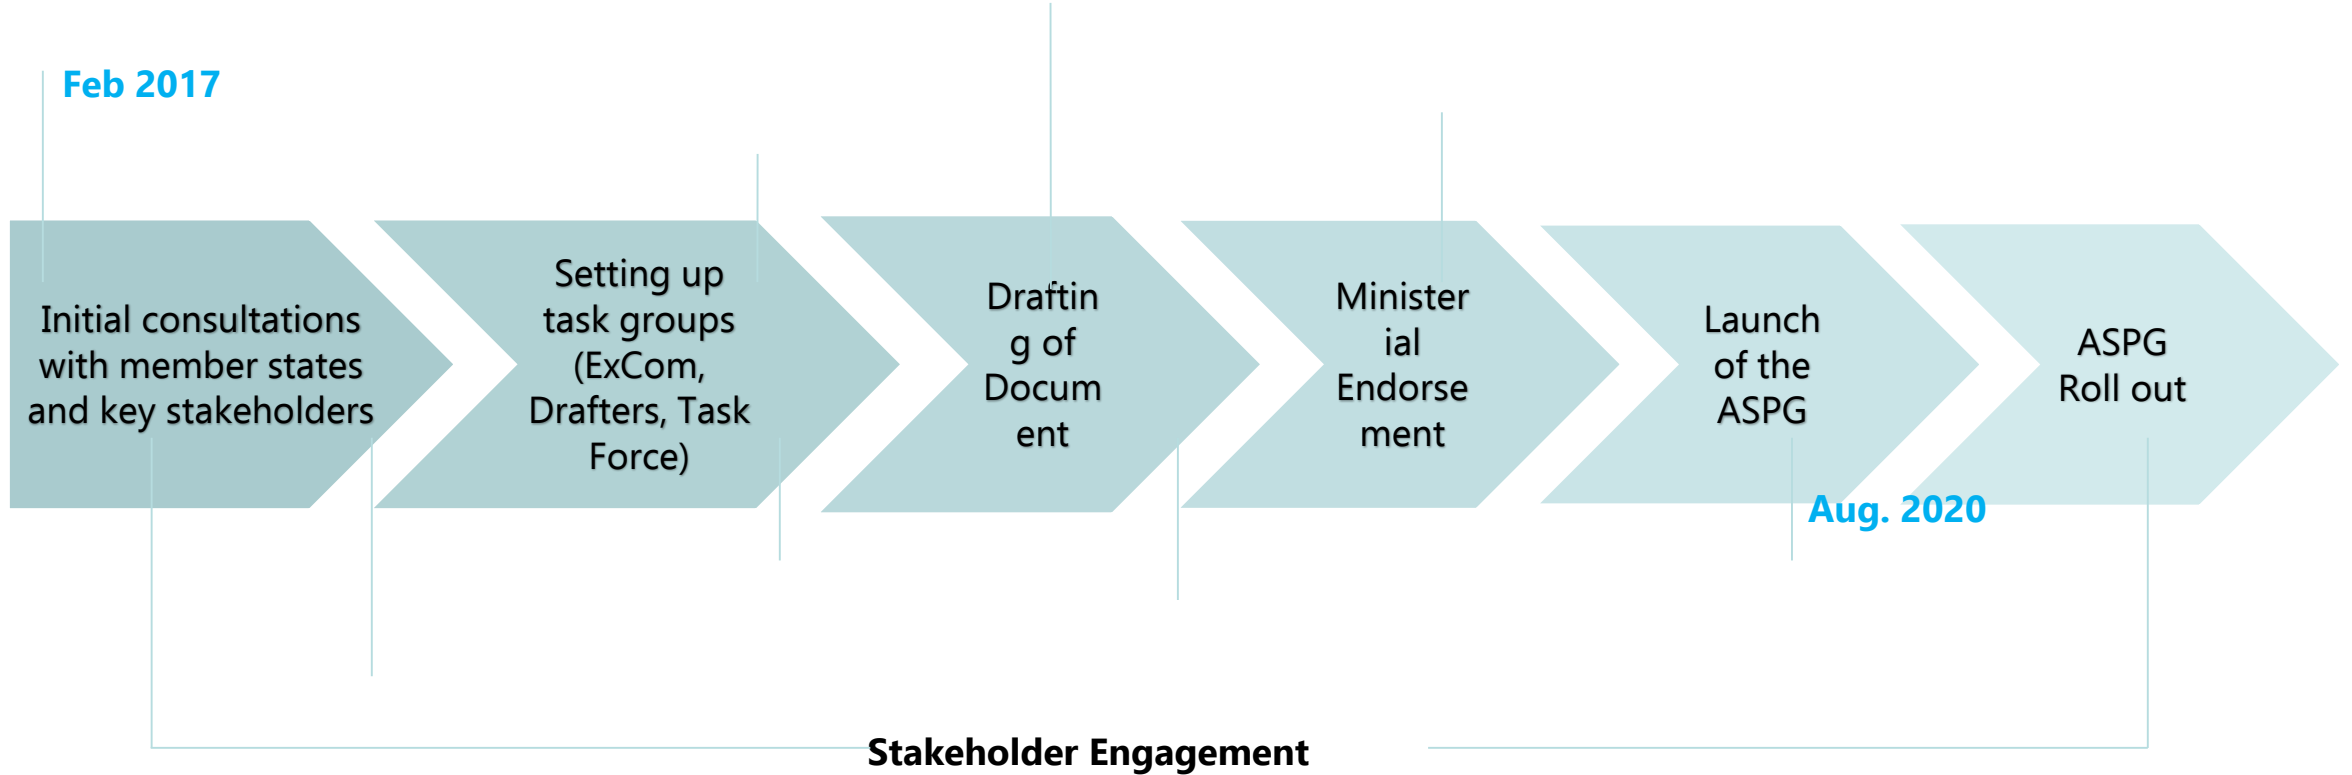 Feb 2017
Initial consultations
with member states
and key stakeholders
Setting up
task groups
(ExCom,
Drafters, Task
Force)
Draftin
g of
Docum
ent
Minister
ial
Endorse
ment
Launch
of the
ASPG
Aug. 2020
ASPG
Roll out
Stakeholder Engagement